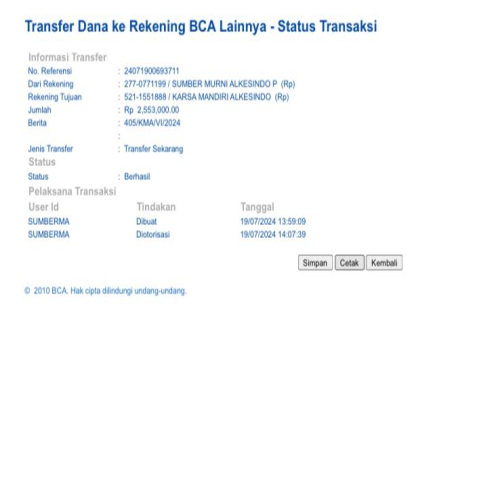 Transfer Dana ke Rekening BCA Lainnya - Status Transaksi
Informasi Transfer
No. Referensi : 24071900693711
Dari Rekening : 277-0771199 / SUMBER MURNI ALKESINDO P (Rp)
Rekening Tujuan : 521-1551888 / KARSA MANDIRI ALKESINDO (Rp)
Jumlah : Rp 2,553,000.00
Berita : 405/KMA/VI/2024
:
Jenis Transfer : Transfer Sekarang
Status
Status : Berhasil
Pelaksana Transaksi
User Id Tindakan Tanggal
SUMBERMA Dibuat 19/07/2024 13:59:09
SUMBERMA Diotorisasi 19/07/2024 14:07:39
Simpan Cetak Kembali
© 2010 BCA. Hak cipta dilindungi undang-undang.